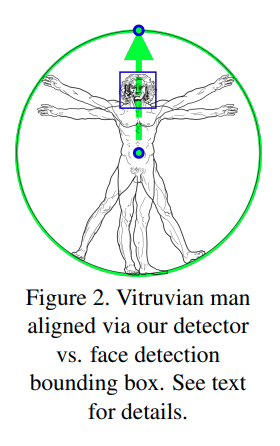 Figure 2. Vitruvian man
aligned via our detector
vs. face detection
bounding box. See text
for details.